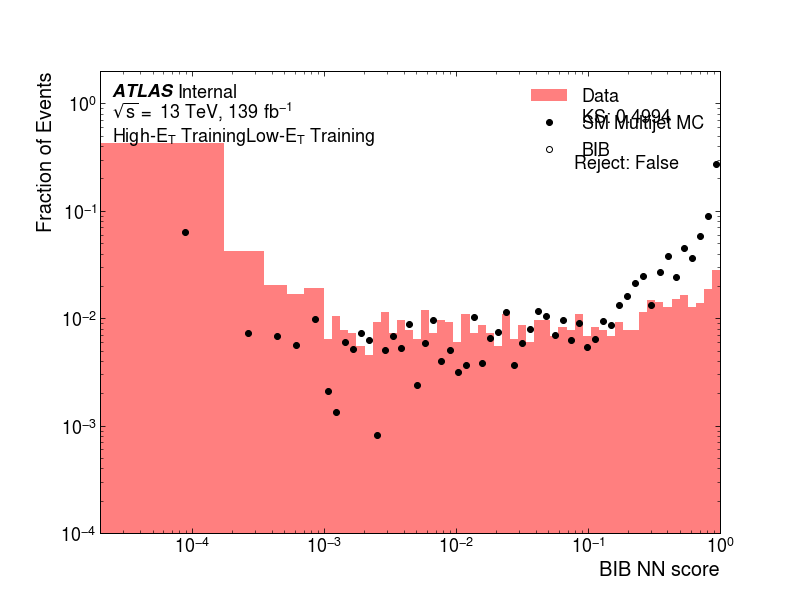 ATLAS Internal
√s = 13 TeV, 139 fb⁻¹
High-E_T TrainingLow-E_T Training
Data
KS: 0.4994
SM Multijet MC
BIB
Reject: False
Fraction of Events
10⁰
10⁻¹
10⁻²
10⁻³
10⁻⁴
10⁻⁴ 10⁻³ 10⁻² 10⁻¹ 10⁰
BIB NN score